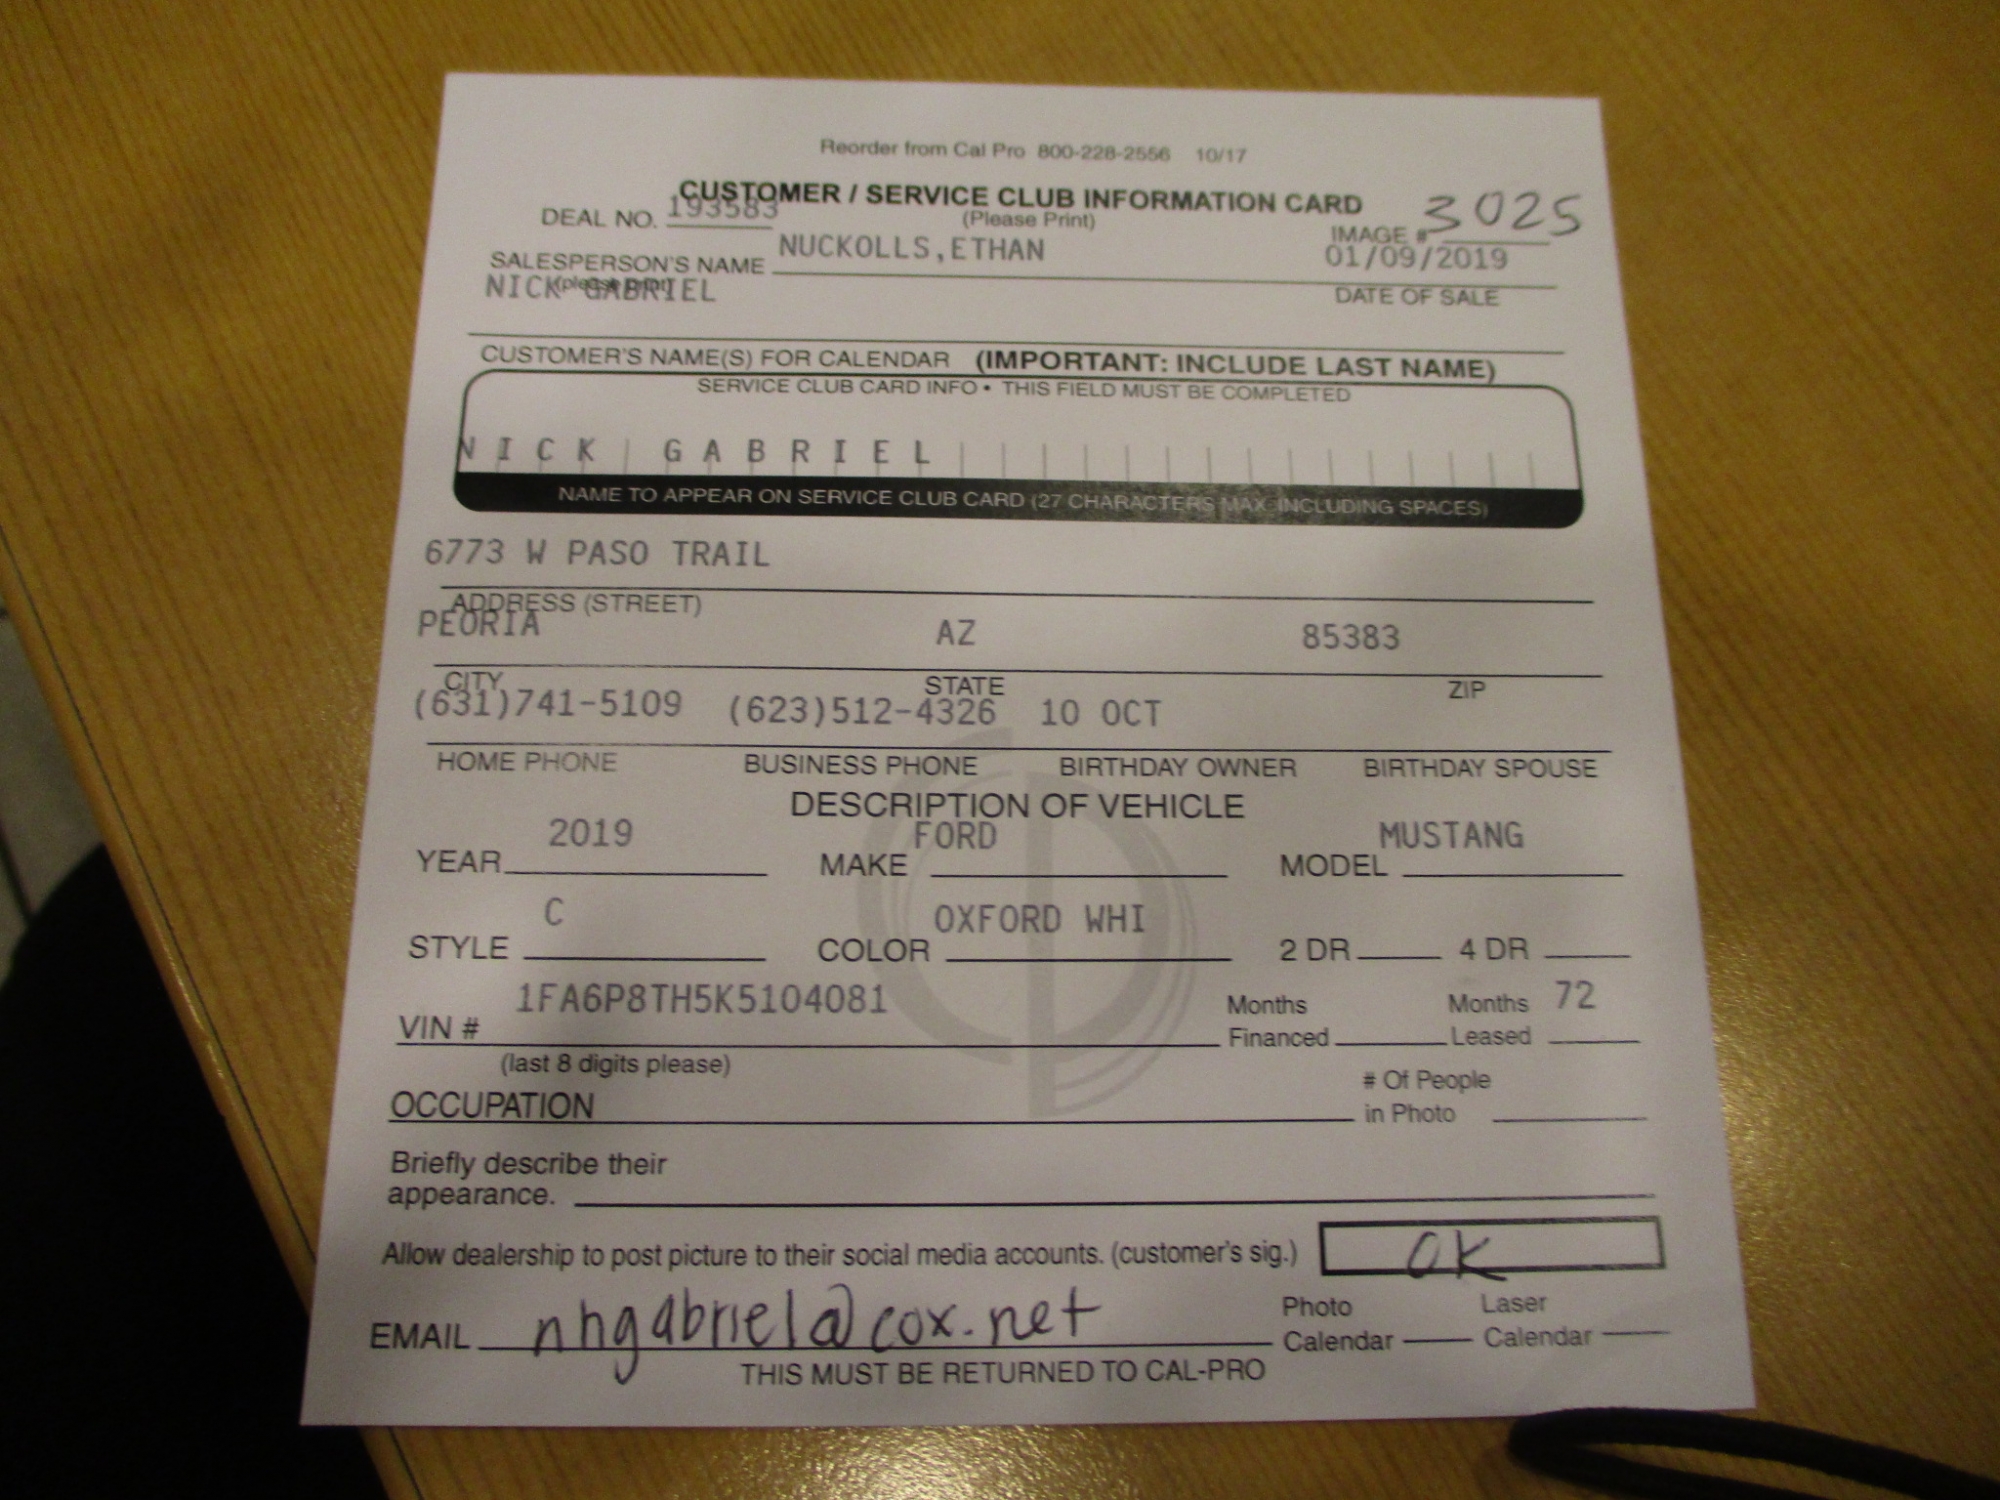 Reorder from Cal Pro 800-228-2556 10/17
CUSTOMER / SERVICE CLUB INFORMATION CARD
(Please Print)
DEAL NO. 193583
IMAGE # 3025
SALESPERSON'S NAME NUCKOLLS,ETHAN 01/09/2019
(please print) DATE OF SALE
NICK GABRIEL
CUSTOMER'S NAME(S) FOR CALENDAR (IMPORTANT: INCLUDE LAST NAME)
SERVICE CLUB CARD INFO • THIS FIELD MUST BE COMPLETED
NICK GABRIEL
NAME TO APPEAR ON SERVICE CLUB CARD (27 CHARACTERS MAX INCLUDING SPACES)
6773 W PASO TRAIL
ADDRESS (STREET)
PEORIA AZ 85383
CITY STATE ZIP
(631)741-5109 (623)512-4326 10 OCT
HOME PHONE BUSINESS PHONE BIRTHDAY OWNER BIRTHDAY SPOUSE
DESCRIPTION OF VEHICLE
YEAR 2019 MAKE FORD MODEL MUSTANG
STYLE C COLOR OXFORD WHI 2 DR 4 DR
VIN # 1FA6P8TH5K5104081 Months Financed Months Leased 72
(last 8 digits please)
OCCUPATION # Of People in Photo
Briefly describe their
appearance.
Allow dealership to post picture to their social media accounts. (customer's sig.) OK
EMAIL nhgabriel@cox.net Photo Calendar Laser Calendar
THIS MUST BE RETURNED TO CAL-PRO